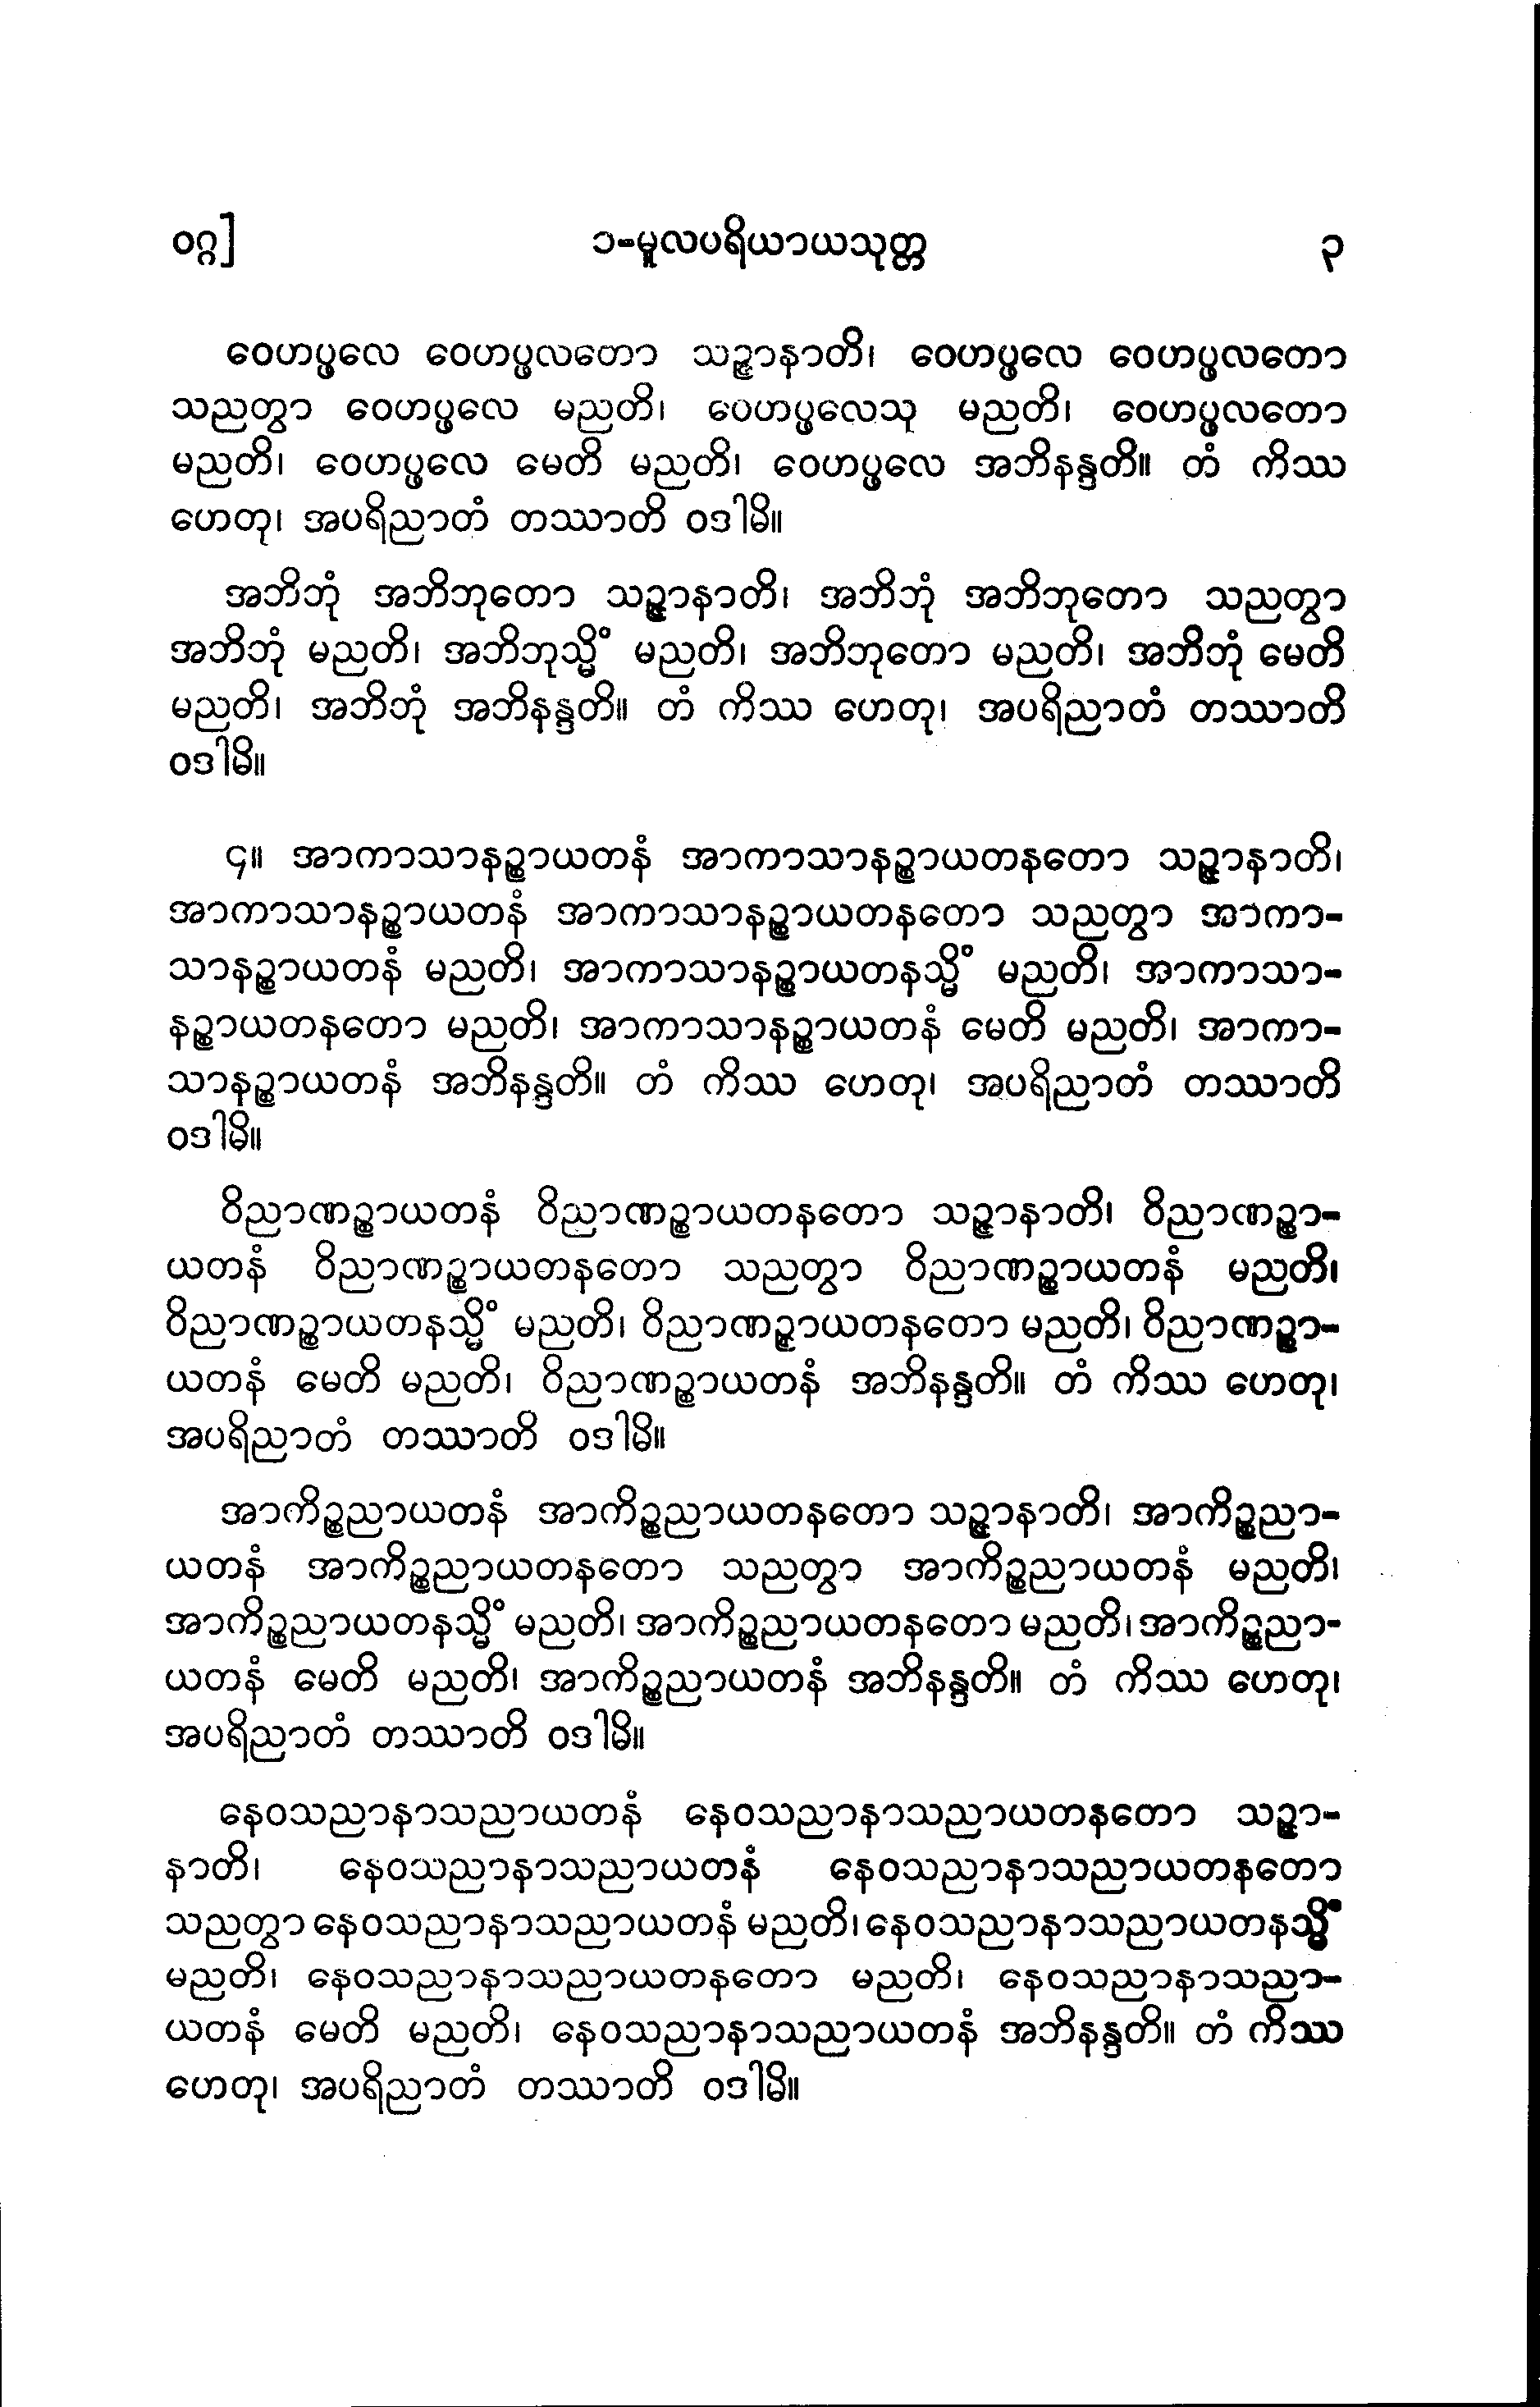 ဝဂ္ဂ]
၁-မူလပရိယာယသုတ္တ
၃
ဝေဟပ္ဖလေ ဝေဟပ္ဖလတော သဉ္ဇာနာတိ၊ ဝေဟပ္ဖလေ ဝေဟပ္ဖလတော
သညတွာ ဝေဟပ္ဖလေ မညတိ၊ ဝေဟပ္ဖလေသု မညတိ၊ ဝေဟပ္ဖလတော
မညတိ၊ ဝေဟပ္ဖလေ မေတိ မညတိ၊ ဝေဟပ္ဖလေ အဘိနန္ဒတိ။ တံ ကိဿ
ဟေတု၊ အပရိညာတံ တဿာတိ ဝဒါမိ။
အဘိဘုံ အဘိဘုတော သဉ္ဇာနာတိ၊ အဘိဘုံ အဘိဘုတော သညတွာ
အဘိဘုံ မညတိ၊ အဘိဘုသ္မိံ မညတိ၊ အဘိဘုတော မညတိ၊ အဘိဘုံ မေတိ
မညတိ၊ အဘိဘုံ အဘိနန္ဒတိ။ တံ ကိဿ ဟေတု၊ အပရိညာတံ တဿာတိ
ဝဒါမိ။
၄။ အာကာသာနဉ္စာယတနံ အာကာသာနဉ္စာယတနတော သဉ္ဇာနာတိ၊
အာကာသာနဉ္စာယတနံ အာကာသာနဉ္စာယတနတော သညတွာ အာကာ-
သာနဉ္စာယတနံ မညတိ၊ အာကာသာနဉ္စာယတနသ္မိံ မညတိ၊ အာကာသာ-
နဉ္စာယတနတော မညတိ၊ အာကာသာနဉ္စာယတနံ မေတိ မညတိ၊ အာကာ-
သာနဉ္စာယတနံ အဘိနန္ဒတိ။ တံ ကိဿ ဟေတု၊ အပရိညာတံ တဿာတိ
ဝဒါမိ။
ဝိညာဏဉ္စာယတနံ ဝိညာဏဉ္စာယတနတော သဉ္ဇာနာတိ၊ ဝိညာဏဉ္စာ-
ယတနံ ဝိညာဏဉ္စာယတနတော သညတွာ ဝိညာဏဉ္စာယတနံ မညတိ၊
ဝိညာဏဉ္စာယတနသ္မိံ မညတိ၊ ဝိညာဏဉ္စာယတနတော မညတိ၊ ဝိညာဏဉ္စာ-
ယတနံ မေတိ မညတိ၊ ဝိညာဏဉ္စာယတနံ အဘိနန္ဒတိ။ တံ ကိဿ ဟေတု၊
အပရိညာတံ တဿာတိ ဝဒါမိ။
အာကိဉ္စညာယတနံ အာကိဉ္စညာယတနတော သဉ္ဇာနာတိ၊ အာကိဉ္စညာ-
ယတနံ အာကိဉ္စညာယတနတော သညတွာ အာကိဉ္စညာယတနံ မညတိ၊
အာကိဉ္စညာယတနသ္မိံ မညတိ၊ အာကိဉ္စညာယတနတော မညတိ၊ အာကိဉ္စညာ-
ယတနံ မေတိ မညတိ၊ အာကိဉ္စညာယတနံ အဘိနန္ဒတိ။ တံ ကိဿ ဟေတု၊
အပရိညာတံ တဿာတိ ဝဒါမိ။
နေဝသညာနာသညာယတနံ နေဝသညာနာသညာယတနတော သဉ္ဇာ-
နာတိ၊ နေဝသညာနာသညာယတနံ နေဝသညာနာသညာယတနတော
သညတွာ နေဝသညာနာသညာယတနံ မညတိ၊ နေဝသညာနာသညာယတနသ္မိံ
မညတိ၊ နေဝသညာနာသညာယတနတော မညတိ၊ နေဝသညာနာသညာ-
ယတနံ မေတိ မညတိ၊ နေဝသညာနာသညာယတနံ အဘိနန္ဒတိ။ တံ ကိဿ
ဟေတု၊ အပရိညာတံ တဿာတိ ဝဒါမိ။